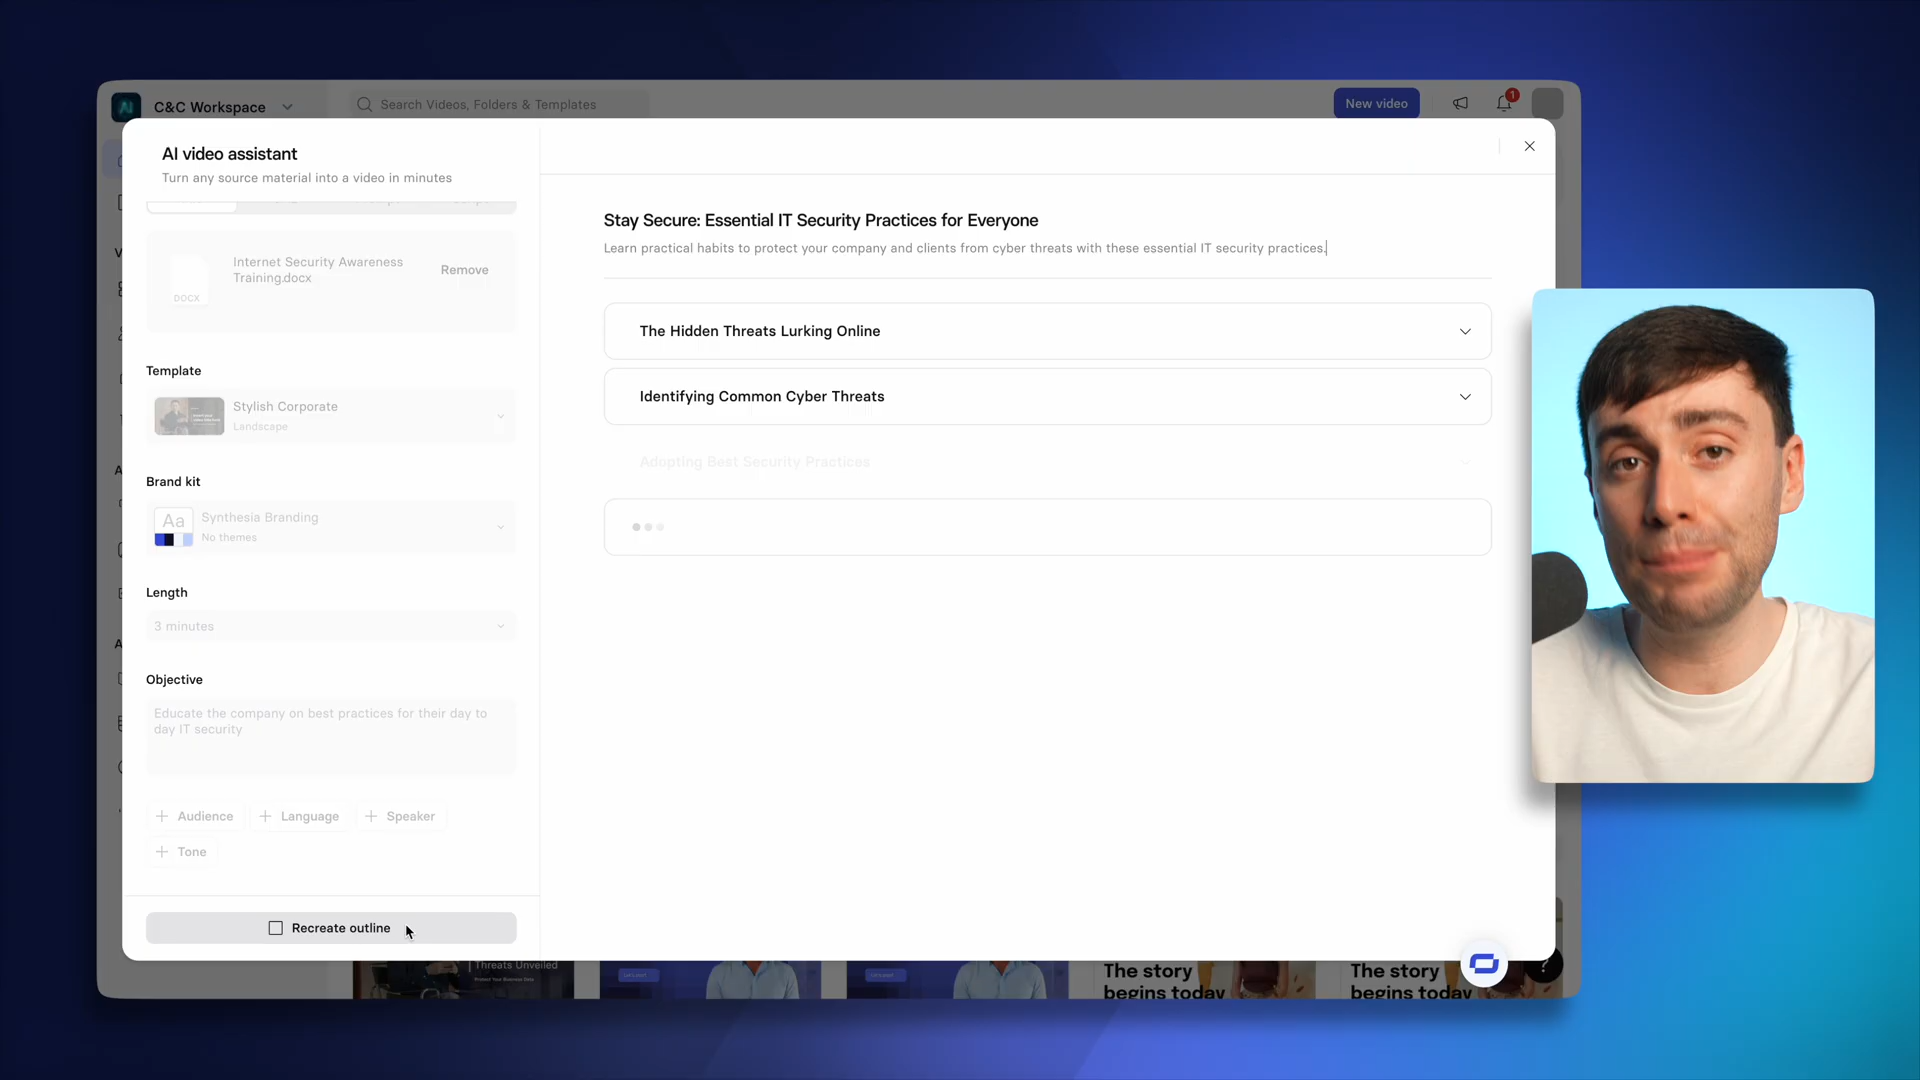 C&C Workspace
Search Videos, Folders & Templates
New video
1
AI video assistant
Turn any source material into a video in minutes
Internet Security Awareness
Training.docx
DOCX
Remove
Template
Stylish Corporate
Landscape
Brand kit
Aa
Synthesia Branding
No themes
Length
3 minutes
Objective
Educate the company on best practices for their day to
day IT security
+ Audience
+ Language
+ Speaker
+ Tone
Recreate outline
Stay Secure: Essential IT Security Practices for Everyone
Learn practical habits to protect your company and clients from cyber threats with these essential IT security practices.
The Hidden Threats Lurking Online
Identifying Common Cyber Threats
Adopting Best Security Practices
Threats Unveiled
The story
begins today
The story
begins today
?